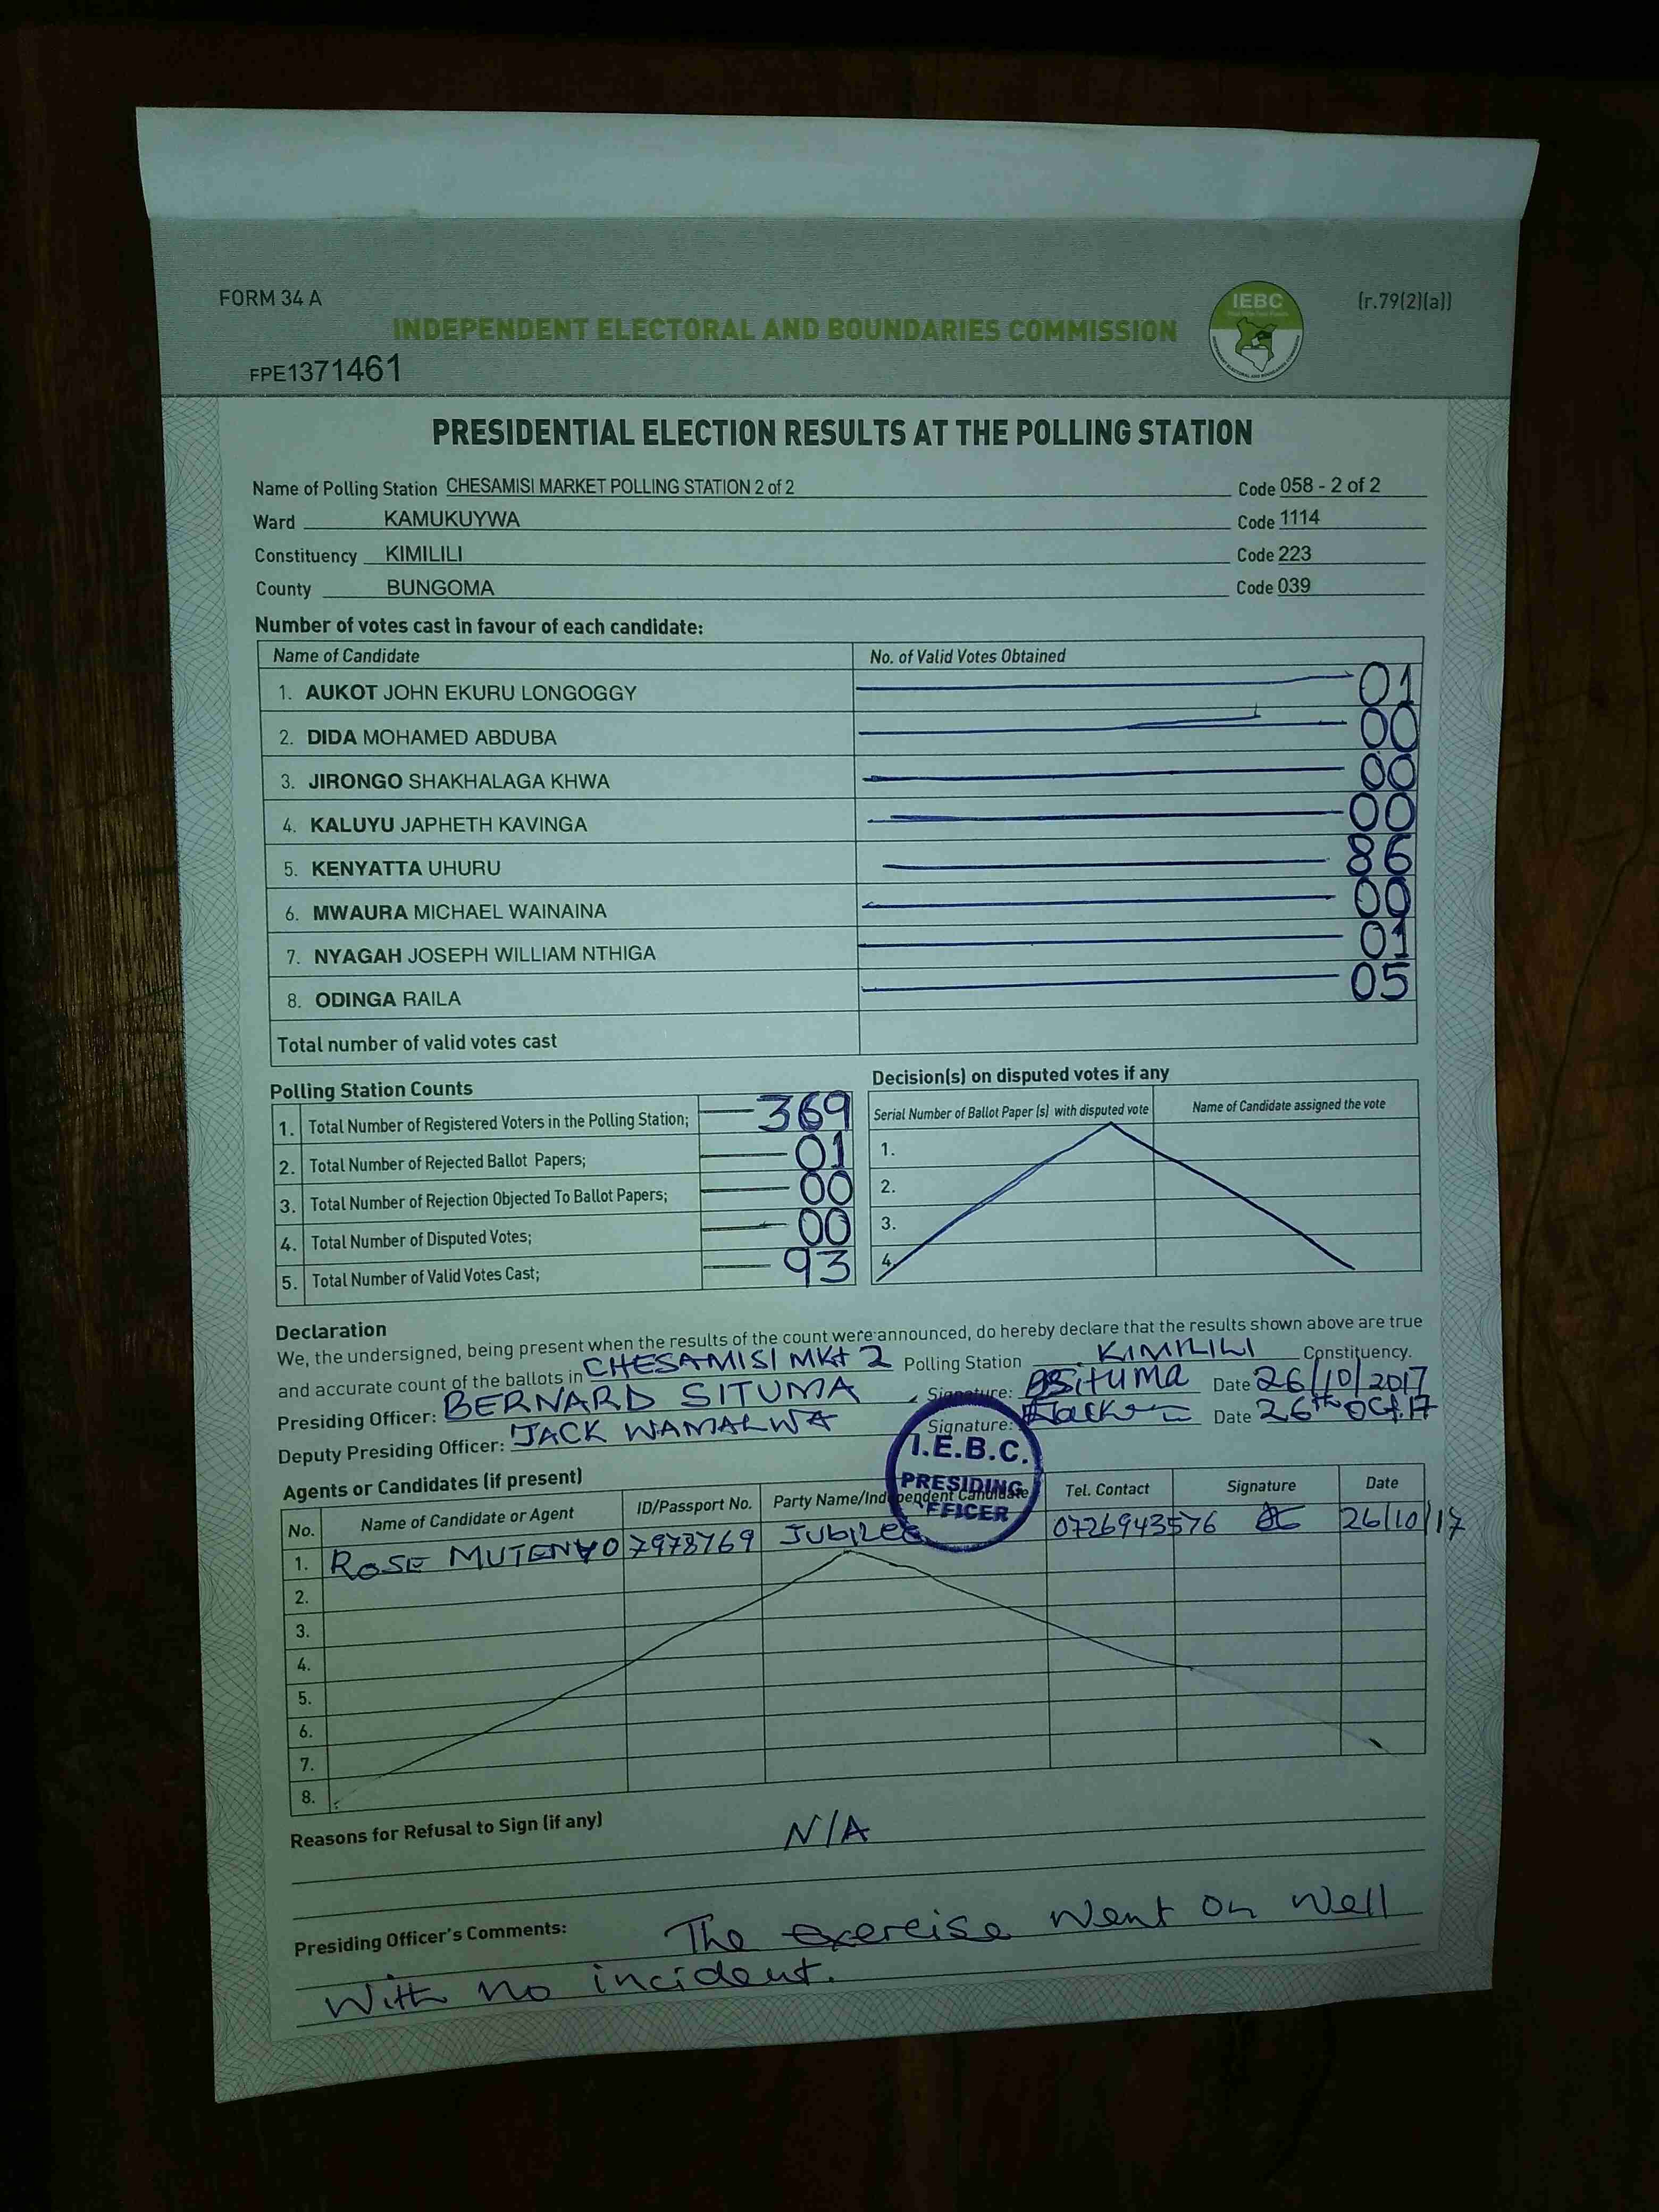 FORM 34 A
IEBC
(r.79(2)(a))
INDEPENDENT ELECTORAL AND BOUNDARIES COMMISSION
FPE1371461
PRESIDENTIAL ELECTION RESULTS AT THE POLLING STATION
Name of Polling Station CHESAMISI MARKET POLLING STATION 2 of 2 Code 058 - 2 of 2
Ward KAMUKUYWA Code 1114
Constituency KIMILILI Code 223
County BUNGOMA Code 039
Number of votes cast in favour of each candidate:
Name of Candidate No. of Valid Votes Obtained
1. AUKOT JOHN EKURU LONGOGGY 01
2. DIDA MOHAMED ABDUBA 00
3. JIRONGO SHAKHALAGA KHWA 00
4. KALUYU JAPHETH KAVINGA 00
5. KENYATTA UHURU 86
6. MWAURA MICHAEL WAINAINA 00
7. NYAGAH JOSEPH WILLIAM NTHIGA 01
8. ODINGA RAILA 05
Total number of valid votes cast
Polling Station Counts
1. Total Number of Registered Voters in the Polling Station; 369
2. Total Number of Rejected Ballot Papers; 01
3. Total Number of Rejection Objected To Ballot Papers; 00
4. Total Number of Disputed Votes; 00
5. Total Number of Valid Votes Cast; 93
Decision(s) on disputed votes if any
Serial Number of Ballot Paper (s) with disputed vote Name of Candidate assigned the vote
1.
2.
3.
4.
Declaration
We, the undersigned, being present when the results of the count were announced, do hereby declare that the results shown above are true
and accurate count of the ballots in CHESAMISI MKt 2 Polling Station KIMILILI Constituency.
Presiding Officer: BERNARD SITUMA Signature: BSituma Date 26/10/2017
Deputy Presiding Officer: JACK WAMALWA Signature: Date 26th Oct. 17
I.E.B.C.
PRESIDING
OFFICER
Agents or Candidates (if present)
No. Name of Candidate or Agent ID/Passport No. Party Name/Independent Candidate Tel. Contact Signature Date
1. ROSE MUTENYO 7978769 JUBILEE 0726943576 26/10/17
2.
3.
4.
5.
6.
7.
8.
Reasons for Refusal to Sign (if any) N/A
Presiding Officer's Comments: The exercise went on well
with no incident.